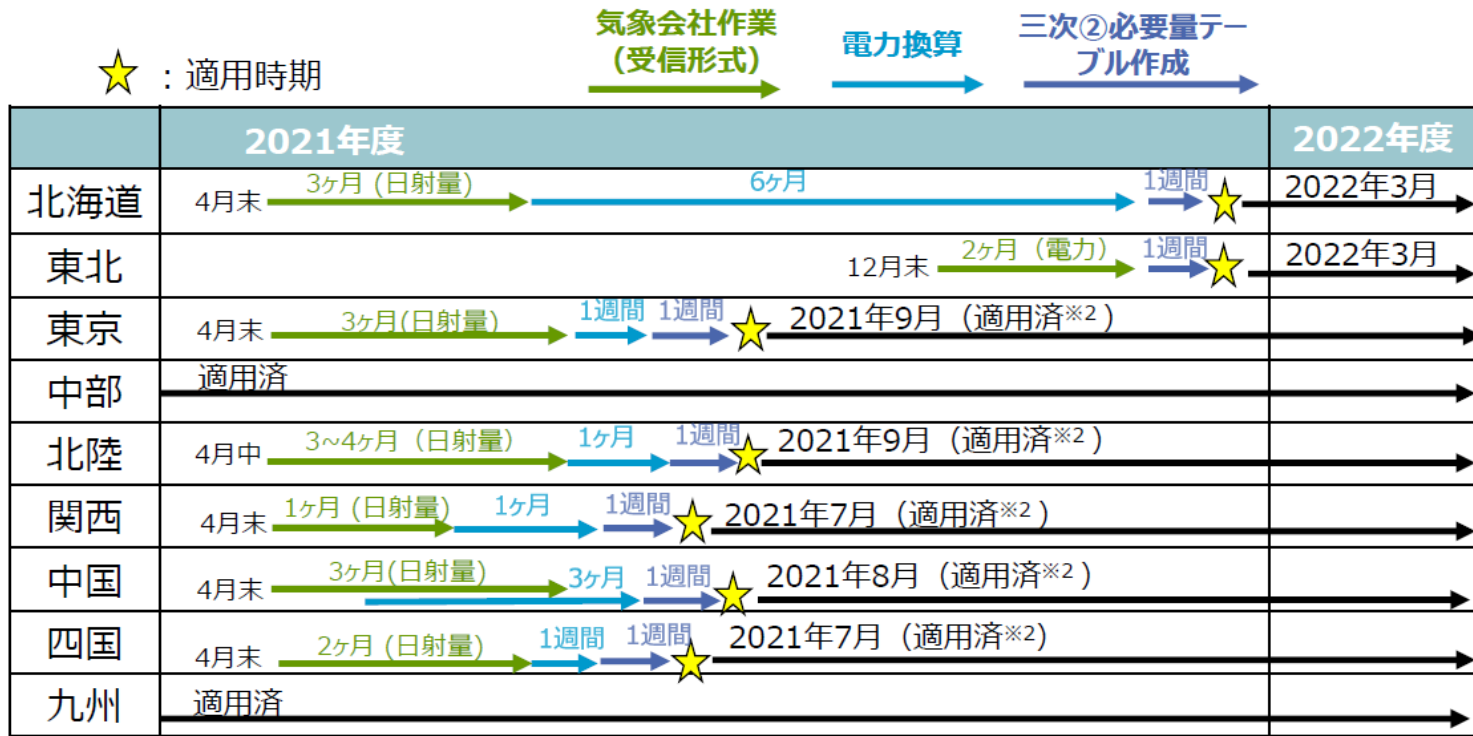 気象会社作業
(受信形式)
電力換算
三次②必要量テー
ブル作成
：適用時期
2021年度
2022年度
北海道
4月末
3ヶ月 (日射量)
6ヶ月
1週間
2022年3月
東北
12月末
2ヶ月（電力）
1週間
2022年3月
東京
4月末
3ヶ月(日射量)
1週間
1週間
2021年9月（適用済※2 ）
中部
適用済
北陸
4月中
3~4ヶ月（日射量）
1ヶ月
1週間
2021年9月（適用済※2 ）
関西
4月末
1ヶ月 (日射量)
1ヶ月
1週間
2021年7月（適用済※2 ）
中国
4月末
3ヶ月(日射量)
3ヶ月
1週間
2021年8月（適用済※2 ）
四国
4月末
2ヶ月 (日射量)
1週間
1週間
2021年7月（適用済※2）
九州
適用済